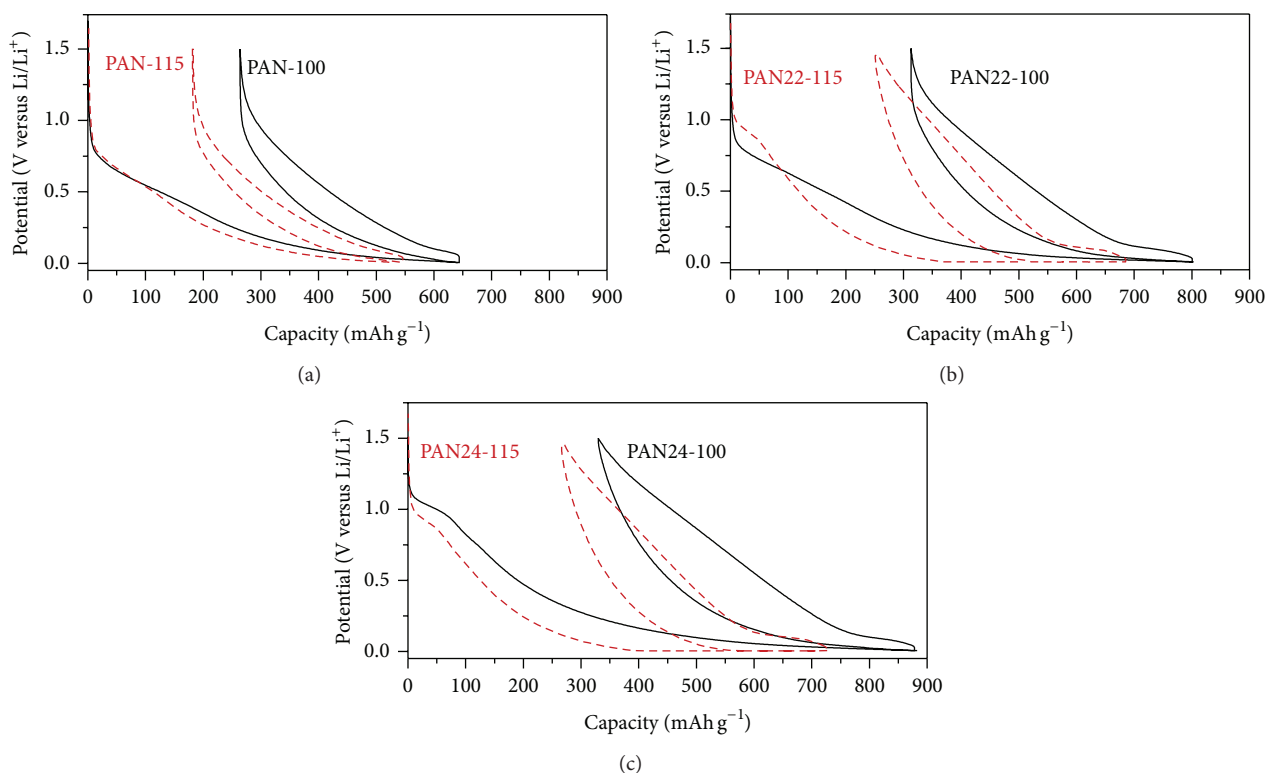 1.5
1.0
0.5
0.0
Potential (V versus Li/Li⁺)
PAN-115
PAN-100
0 100 200 300 400 500 600 700 800 900
Capacity (mAh g⁻¹)
(a)
1.5
1.0
0.5
0.0
Potential (V versus Li/Li⁺)
PAN22-115
PAN22-100
0 100 200 300 400 500 600 700 800 900
Capacity (mAh g⁻¹)
(b)
1.5
1.0
0.5
0.0
Potential (V versus Li/Li⁺)
PAN24-115
PAN24-100
0 100 200 300 400 500 600 700 800 900
Capacity (mAh g⁻¹)
(c)